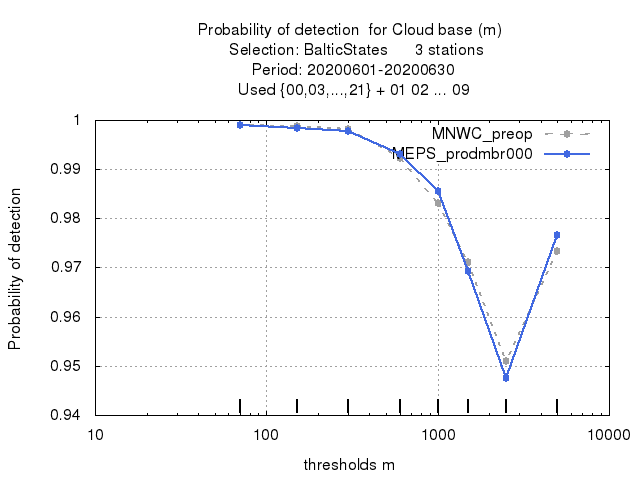 Probability of detection  for Cloud base (m)
Selection: BalticStates      3 stations
Period: 20200601-20200630
Used {00,03,...,21} + 01 02 ... 09
MNWC_preop
MEPS_prodmbr000
Probability of detection
1
0.99
0.98
0.97
0.96
0.95
0.94
10
100
1000
10000
thresholds m